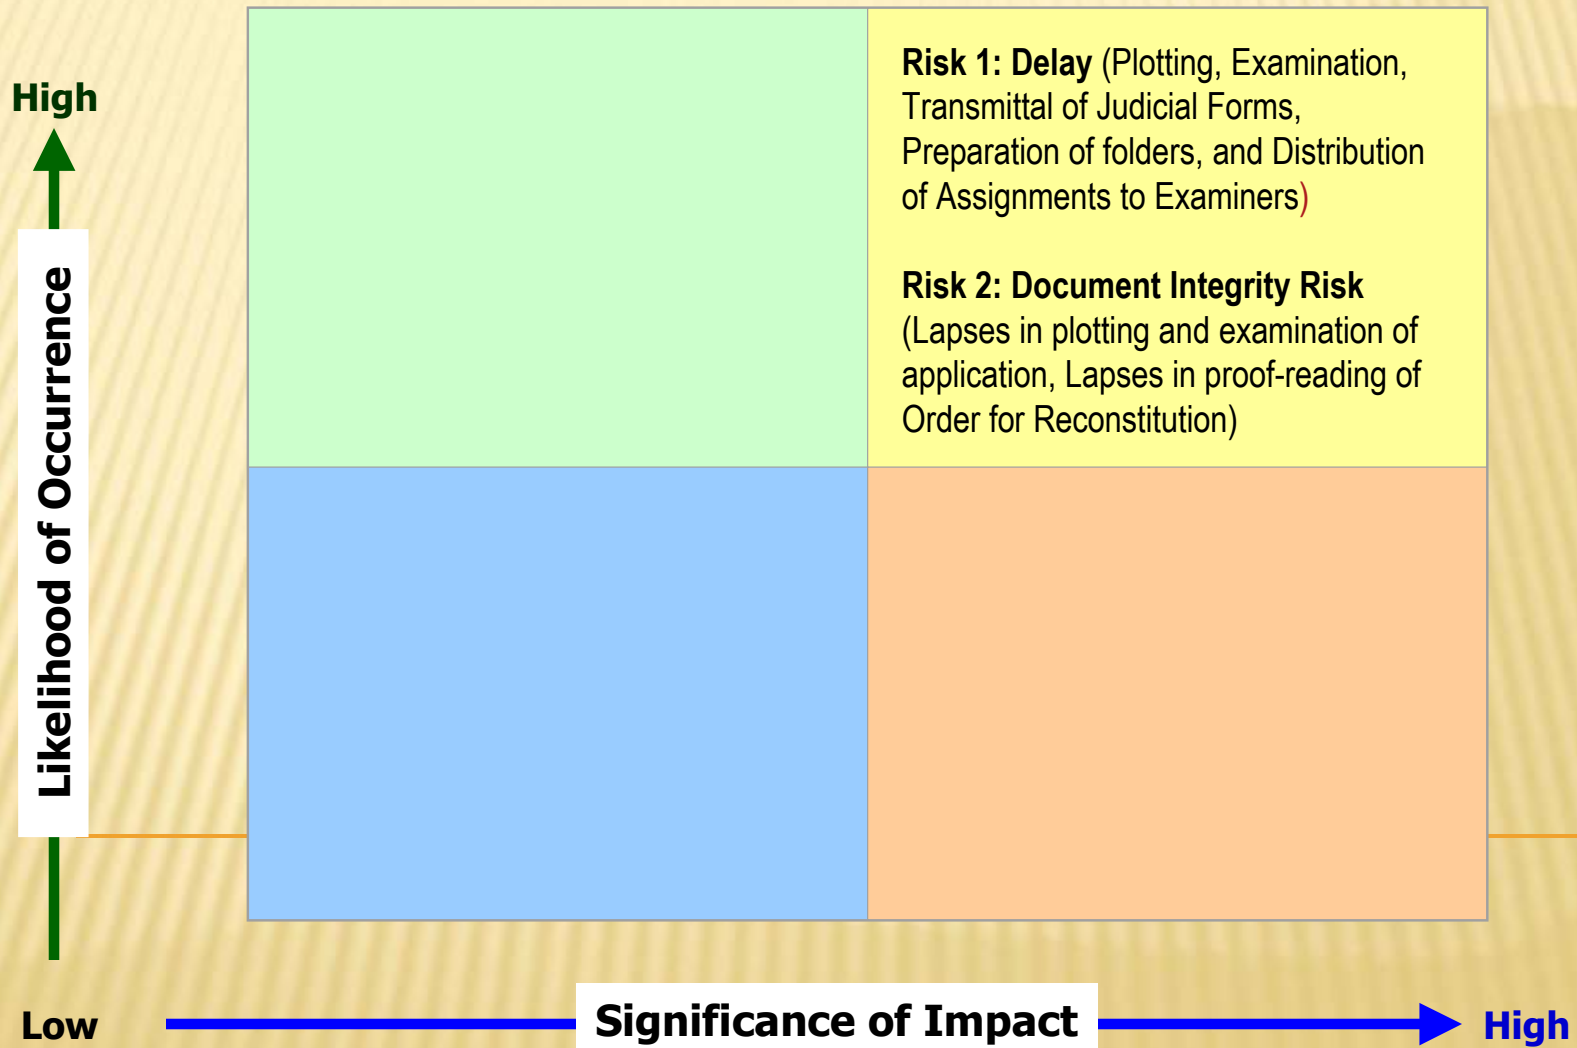 High
Likelihood of Occurrence
Risk 1: Delay (Plotting, Examination,
Transmittal of Judicial Forms,
Preparation of folders, and Distribution
of Assignments to Examiners)
Risk 2: Document Integrity Risk
(Lapses in plotting and examination of
application, Lapses in proof-reading of
Order for Reconstitution)
Low
Significance of Impact
High